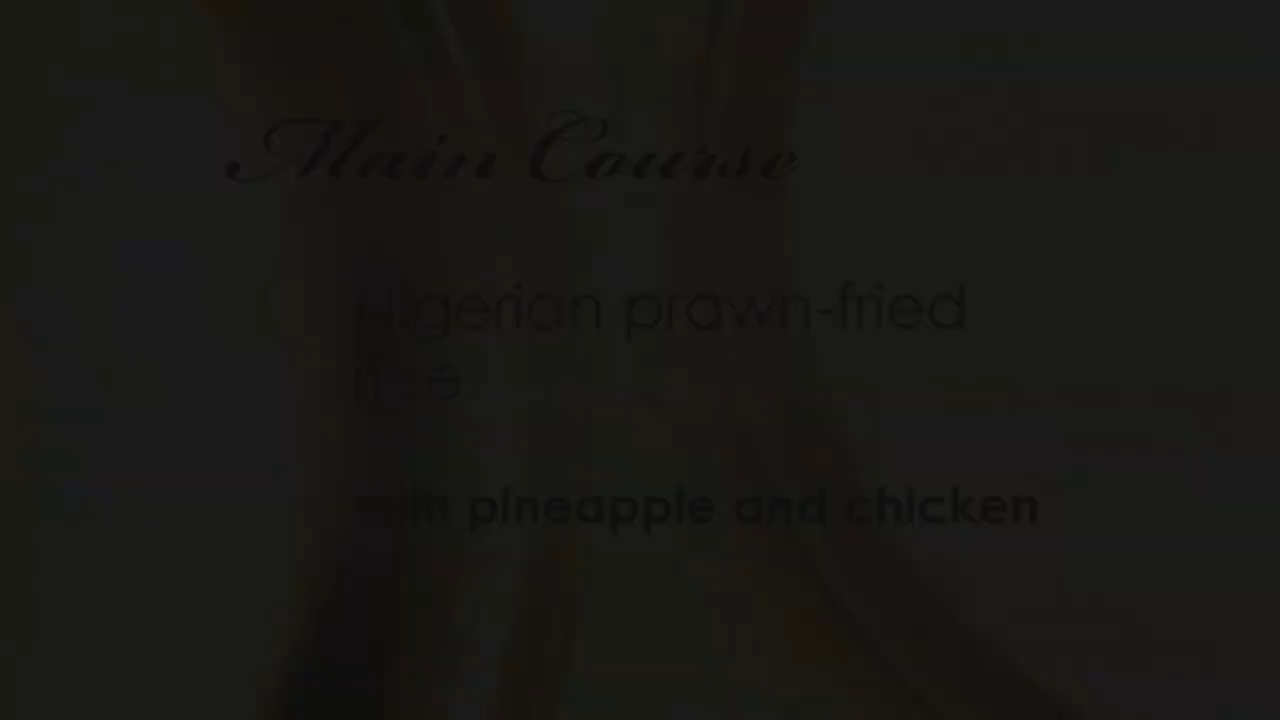 Main Course
Nigerian prawn-fried
rice
with pineapple and chicken